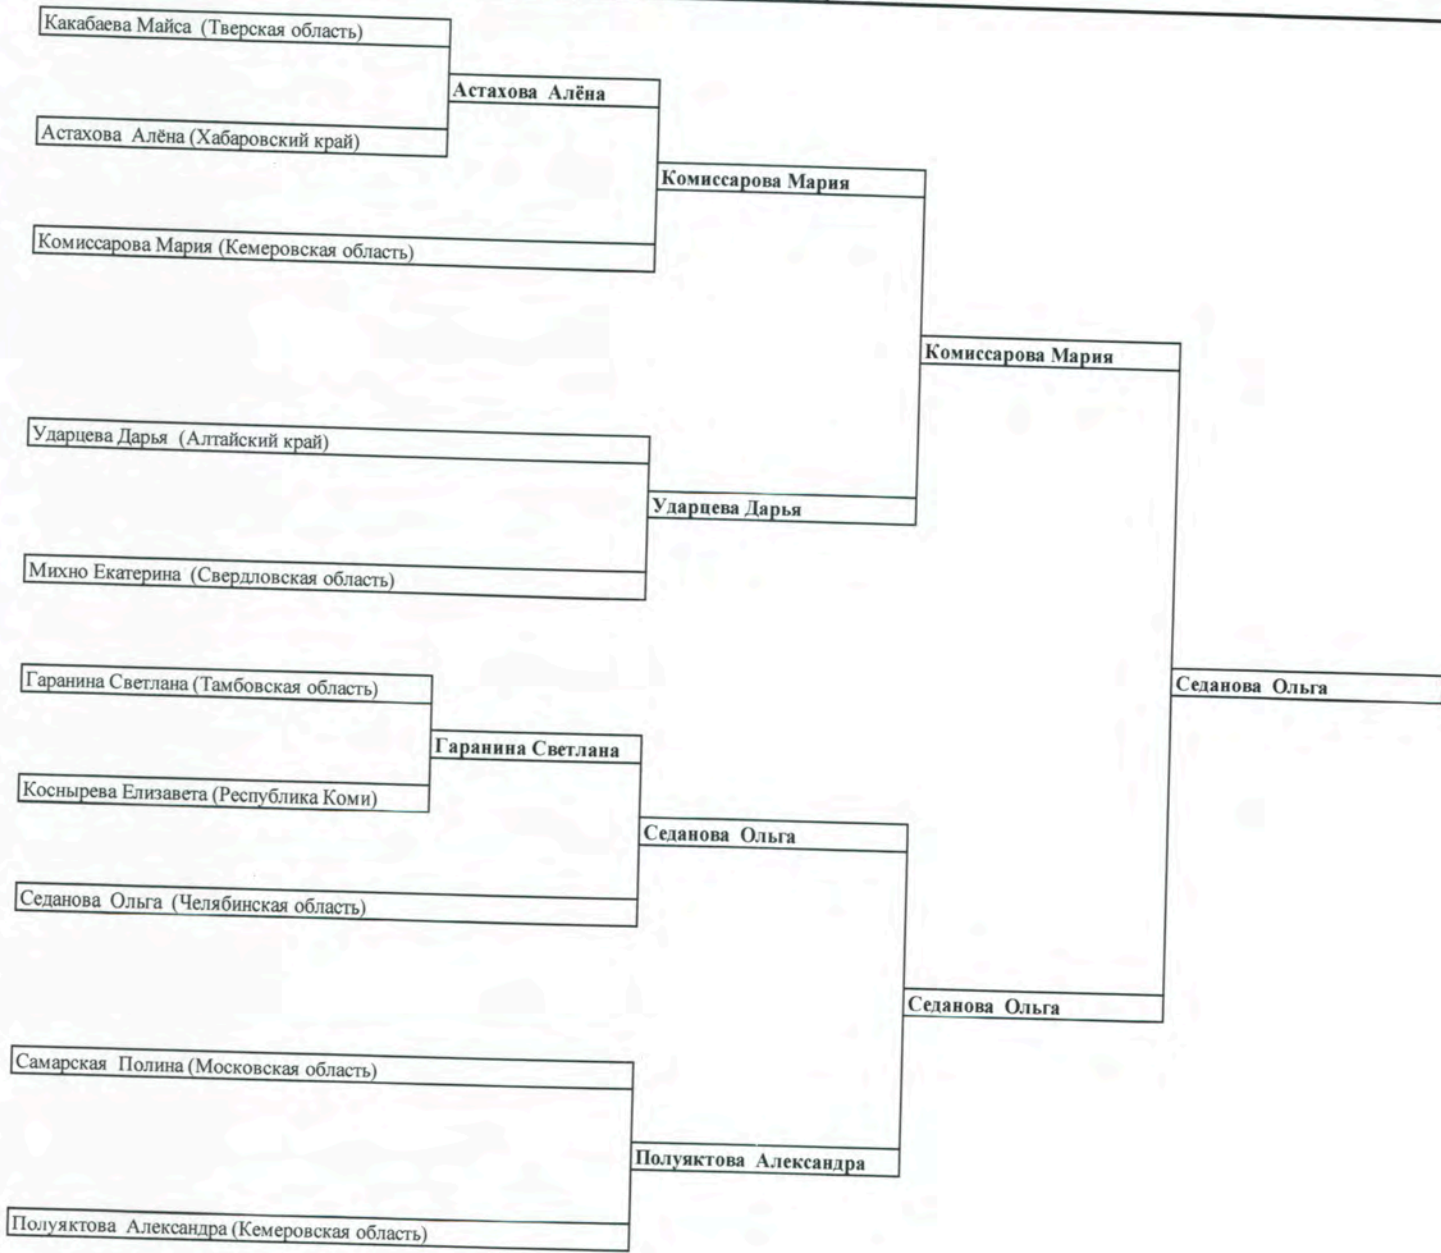 Какабаева Майса (Тверская область)
Астахова Алёна
Астахова Алёна (Хабаровский край)
Комиссарова Мария
Комиссарова Мария (Кемеровская область)
Комиссарова Мария
Ударцева Дарья (Алтайский край)
Ударцева Дарья
Михно Екатерина (Свердловская область)
Гаранина Светлана (Тамбовская область)
Седанова Ольга
Гаранина Светлана
Коснырева Елизавета (Республика Коми)
Седанова Ольга
Седанова Ольга (Челябинская область)
Седанова Ольга
Самарская Полина (Московская область)
Полуяктова Александра
Полуяктова Александра (Кемеровская область)